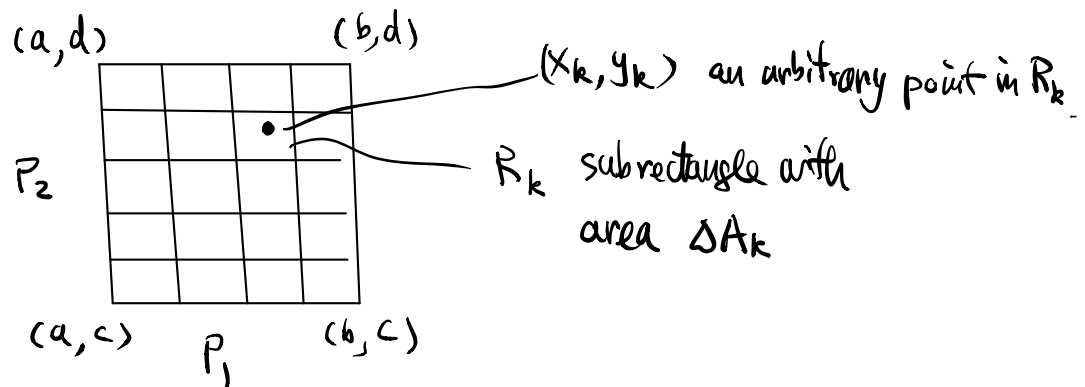 (a,d)
(b,d)
(xk, yk) an arbitrary point in Rk.
P2
Rk subrectangle with
area ΔAk
(a,c)
(b,c)
P1